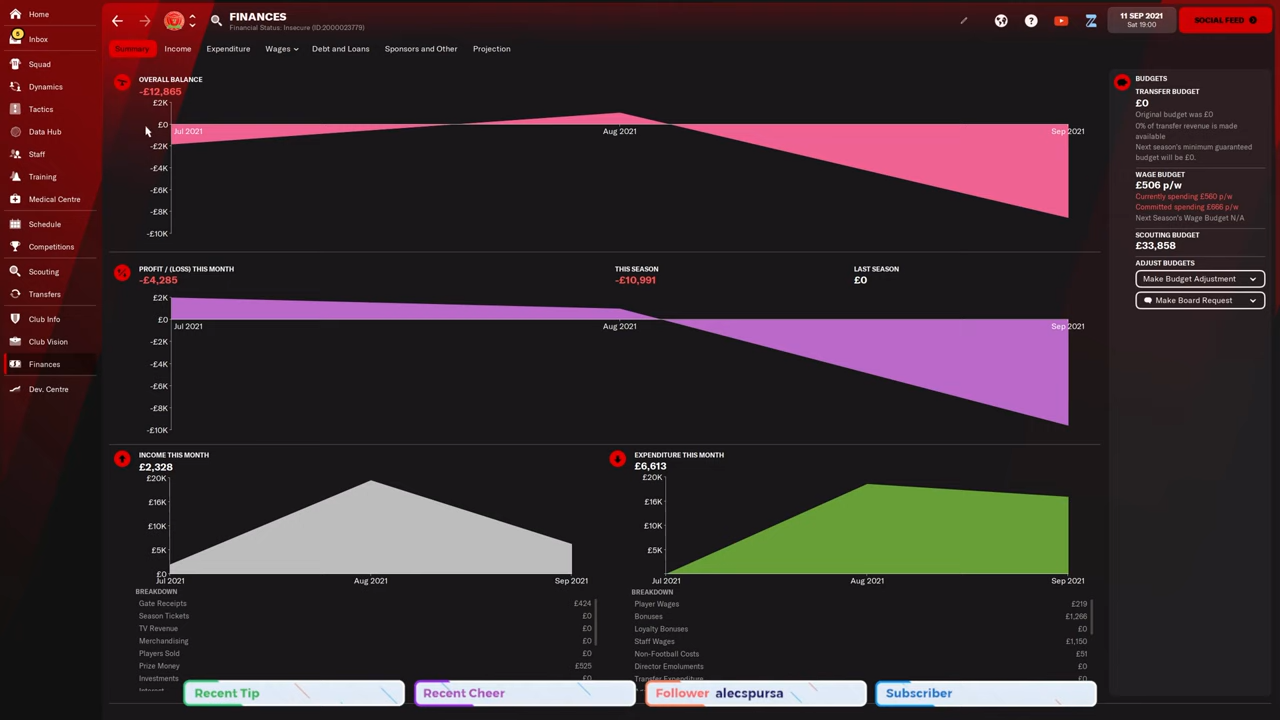 Home
5
Inbox
Squad
Dynamics
Tactics
Data Hub
Staff
Training
Medical Centre
Schedule
Competitions
Scouting
Transfers
Club Info
Club Vision
Finances
Dev. Centre
FINANCES
Financial Status: Insecure (ID:2000023779)
11 SEP 2021
Sat 19:00
SOCIAL FEED
Summary
Income
Expenditure
Wages
Debt and Loans
Sponsors and Other
Projection
OVERALL BALANCE
-£12,865
£2K
£0
-£2K
-£4K
-£6K
-£8K
-£10K
Jul 2021
Aug 2021
Sep 2021
PROFIT / (LOSS) THIS MONTH
-£4,285
THIS SEASON
-£10,991
LAST SEASON
£0
£2K
£0
-£2K
-£4K
-£6K
-£8K
-£10K
Jul 2021
Aug 2021
Sep 2021
INCOME THIS MONTH
£2,328
£20K
£16K
£10K
£5K
£0
Jul 2021
Aug 2021
Sep 2021
BREAKDOWN
Gate Receipts £424
Season Tickets £0
TV Revenue £0
Merchandising £0
Players Sold £0
Prize Money £525
Investments £0
EXPENDITURE THIS MONTH
£6,613
£20K
£16K
£10K
£5K
Jul 2021
Aug 2021
Sep 2021
BREAKDOWN
Player Wages £219
Bonuses £1,266
Loyalty Bonuses £0
Staff Wages £1,150
Non-Football Costs £51
Director Emoluments £0
BUDGETS
TRANSFER BUDGET
£0
Original budget was £0
0% of transfer revenue is made
available
Next season's minimum guaranteed
budget will be £0.
WAGE BUDGET
£506 p/w
Currently spending £560 p/w
Committed spending £666 p/w
Next Season's Wage Budget N/A
SCOUTING BUDGET
£33,858
ADJUST BUDGETS
Make Budget Adjustment
Make Board Request
Recent Tip
Recent Cheer
Follower alecspursa
Subscriber